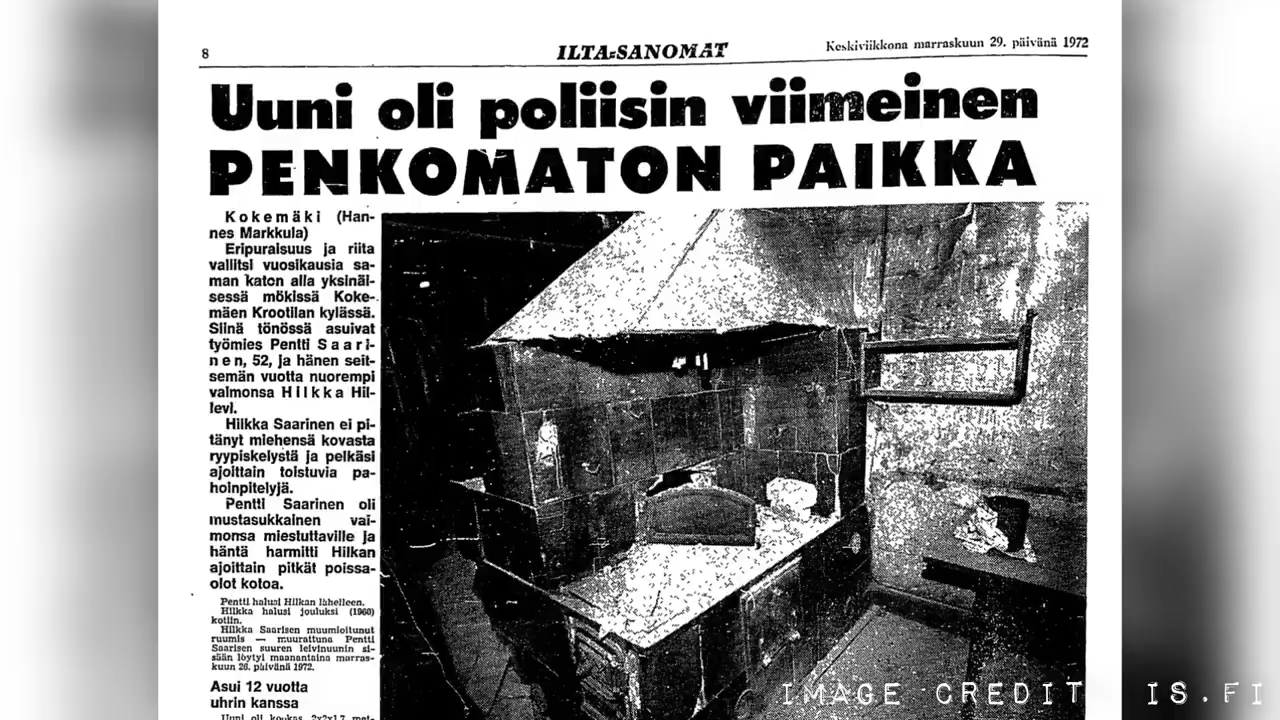 8
ILTA-SANOMAT
Keskiviikkona marraskuun 29. päivänä 1972
Uuni oli poliisin viimeinen
PENKOMATON PAIKKA
Kokemäki (Han-
nes Markkula)
Eripuraisuus ja riita
vallitsi vuosikausia sa-
man katon alla yksinäi-
sessä mökissä Koke-
mäen Krootilan kylässä.
Siinä tönössä asuivat
työmies Pentti Saari-
nen, 52, ja hänen seit-
semän vuotta nuorempi
vaimonsa Hilkka Hil-
levi.
Hilkka Saarinen ei pi-
tänyt miehensä kovasta
ryypiskelystä ja pelkäsi
ajoittain toistuvia pa-
hoinpitelyjä.
Pentti Saarinen oli
mustasukkainen vai-
monsa miestuttaville ja
häntä harmitti Hilkan
ajoittain pitkät poissa-
olot kotoa.
Pentti halusi Hilkan lähelleen.
Hilkka halusi jouluksi (1960)
kotiin.
Hilkka Saarisen muumioitunut
ruumis — muurattuna Pentti
Saarisen suuren leivinuunin si-
sään löytyi maanantaina marras-
kuun 26. päivänä 1972.
Asui 12 vuotta
uhrin kanssa
Uuni oli koukas, 2x2x1,7 met-
IMAGE CREDIT IS.FI